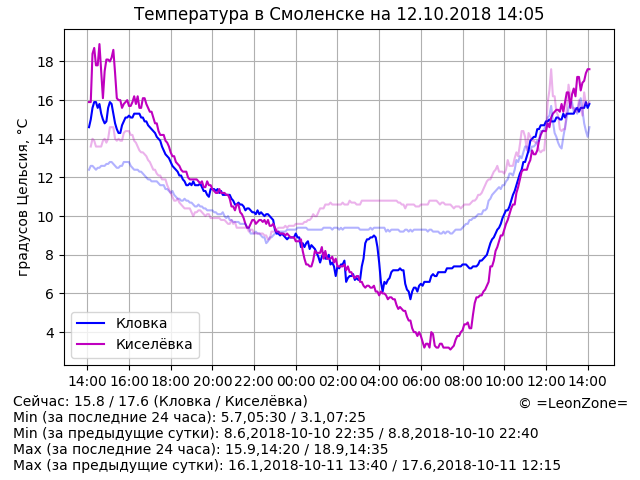 Температура в Смоленске на 12.10.2018 14:05
градусов Цельсия, °C
18
16
14
12
10
8
6
4
Кловка
Киселёвка
14:00 16:00 18:00 20:00 22:00 00:00 02:00 04:00 06:00 08:00 10:00 12:00 14:00
Сейчас: 15.8 / 17.6 (Кловка / Киселёвка)
© =LeonZone=
Min (за последние 24 часа): 5.7,05:30 / 3.1,07:25
Min (за предыдущие сутки): 8.6,2018-10-10 22:35 / 8.8,2018-10-10 22:40
Max (за последние 24 часа): 15.9,14:20 / 18.9,14:35
Max (за предыдущие сутки): 16.1,2018-10-11 13:40 / 17.6,2018-10-11 12:15